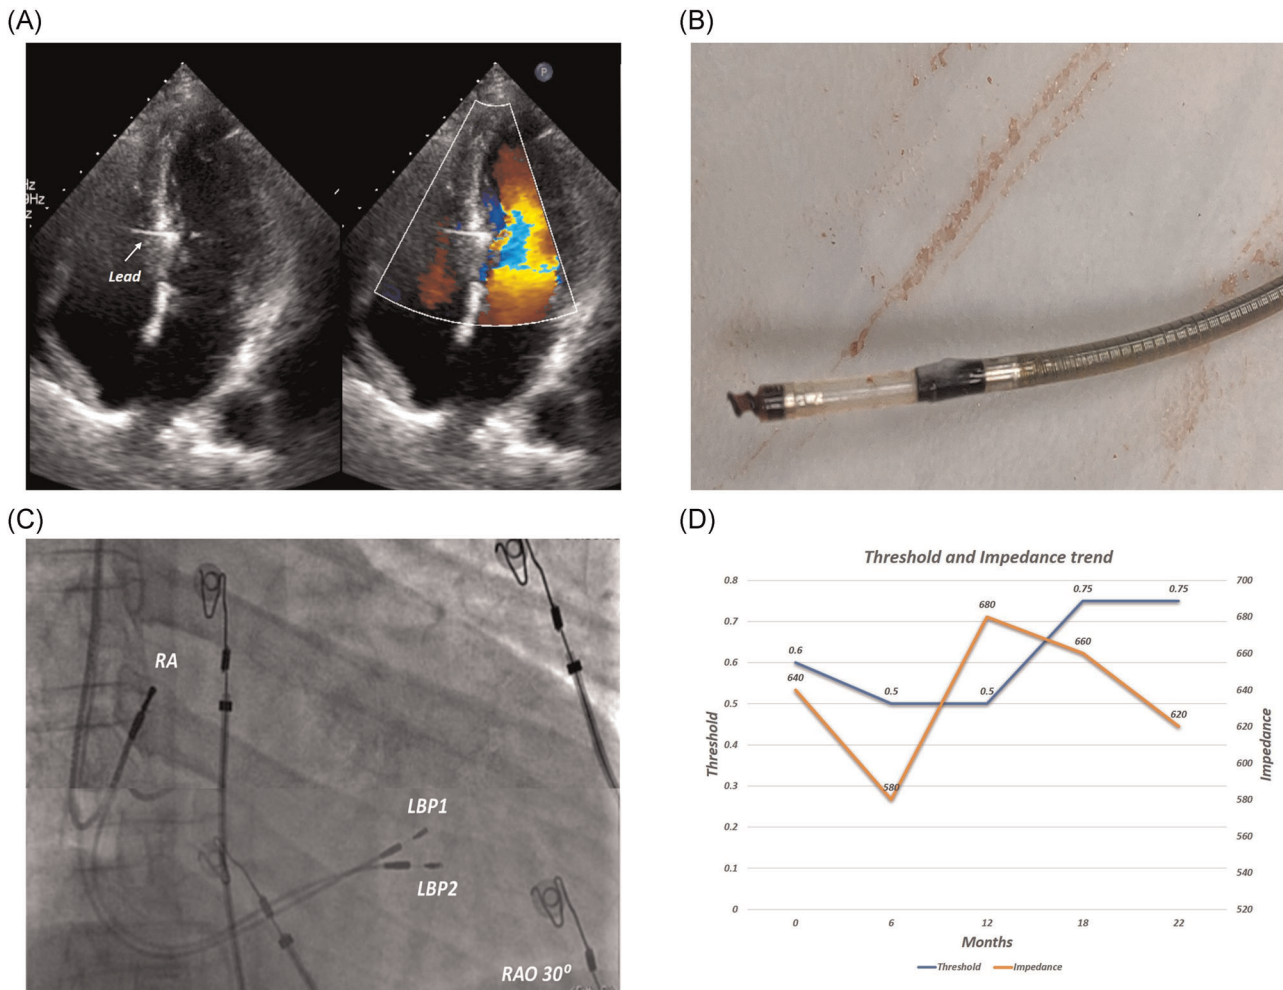 (A)
(B)
P
Hz
9Hz
z
Lead
(C)
(D)
RA
LBP1
LBP2
RAO 30⁰
Threshold and Impedance trend
0.8
0.7
0.6
0.5
0.4
0.3
0.2
0.1
0
700
680
660
640
620
600
580
560
540
520
0.6
640
0.5
580
680
0.5
0.75
660
0.75
620
Threshold
Impedance
0
6
12
18
22
Months
Threshold
Impedance